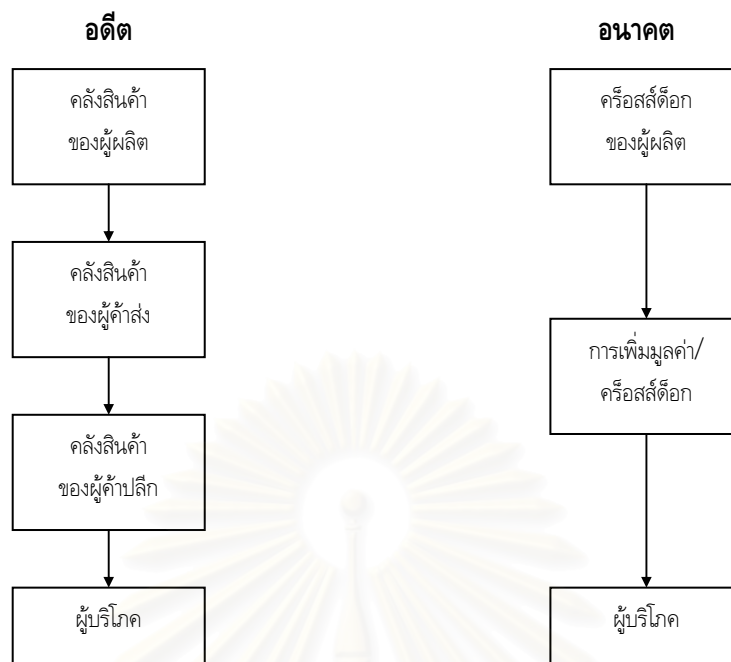 อดีต
คลังสินค้า
ของผู้ผลิต
คลังสินค้า
ของผู้ค้าส่ง
คลังสินค้า
ของผู้ค้าปลีก
ผู้บริโภค
อนาคต
คร็อสส์ด็อก
ของผู้ผลิต
การเพิ่มมูลค่า/
คร็อสส์ด็อก
ผู้บริโภค